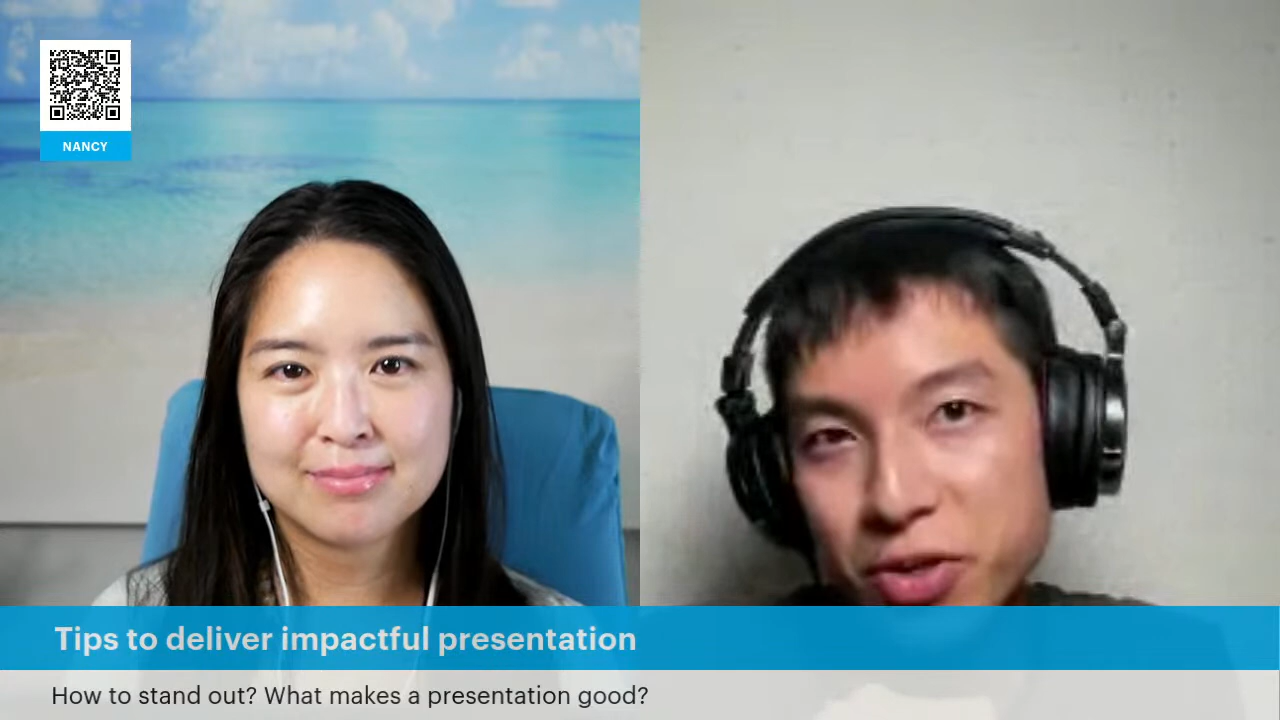 NANCY
Tips to deliver impactful presentation
How to stand out? What makes a presentation good?